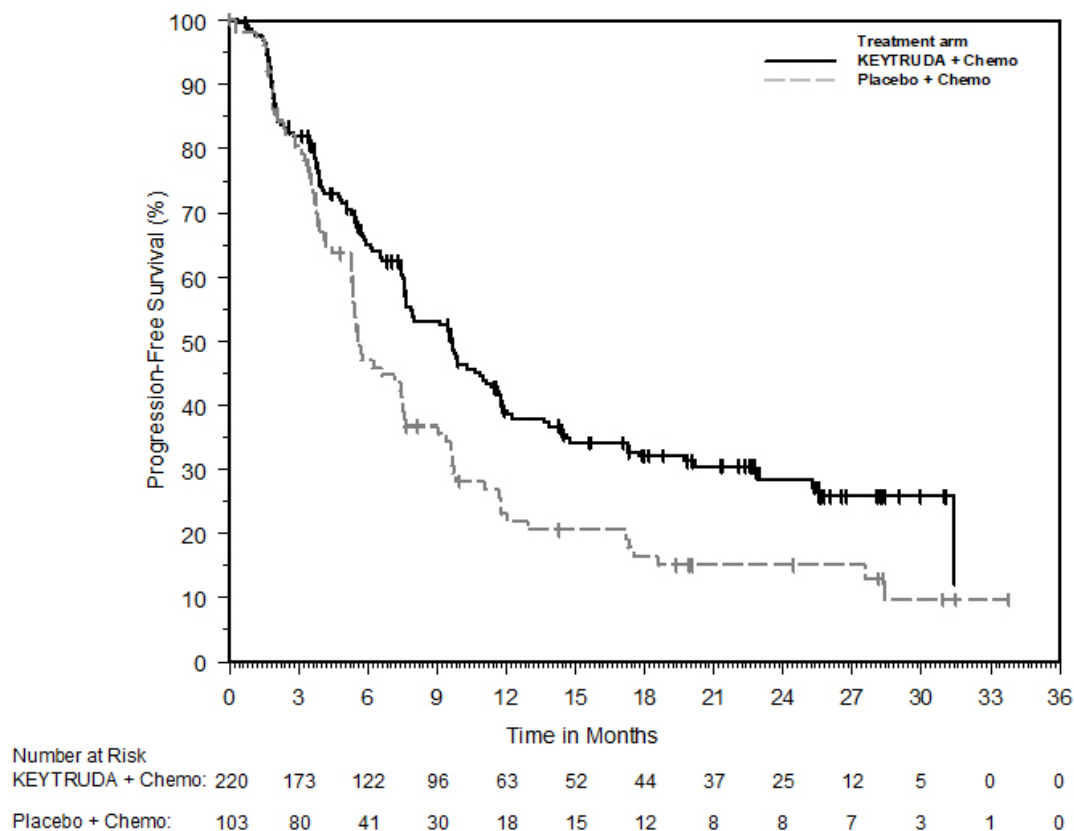 Treatment arm
KEYTRUDA + Chemo
Placebo + Chemo
100
90
80
70
60
50
40
30
20
10
0
Progression-Free Survival (%)
0 3 6 9 12 15 18 21 24 27 30 33 36
Time in Months
Number at Risk
KEYTRUDA + Chemo: 220 173 122 96 63 52 44 37 25 12 5 0 0
Placebo + Chemo: 103 80 41 30 18 15 12 8 8 7 3 1 0